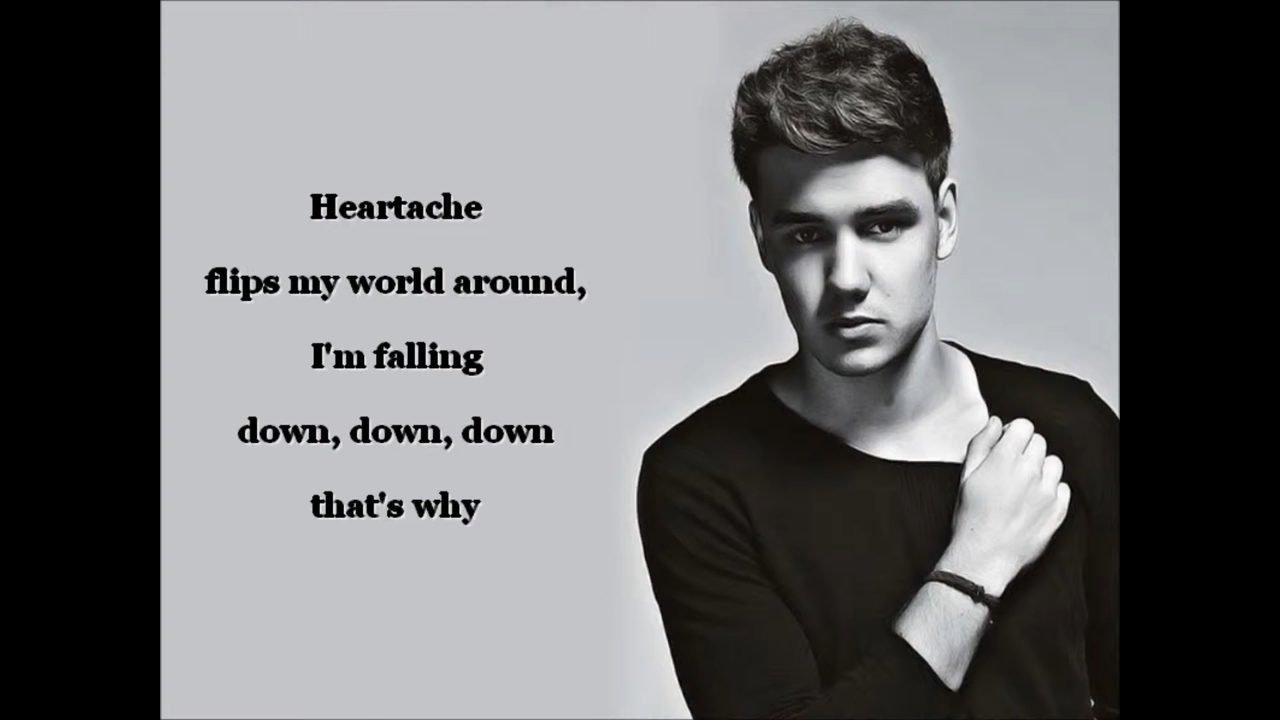 Heartache
flips my world around,
I'm falling
down, down, down
that's why